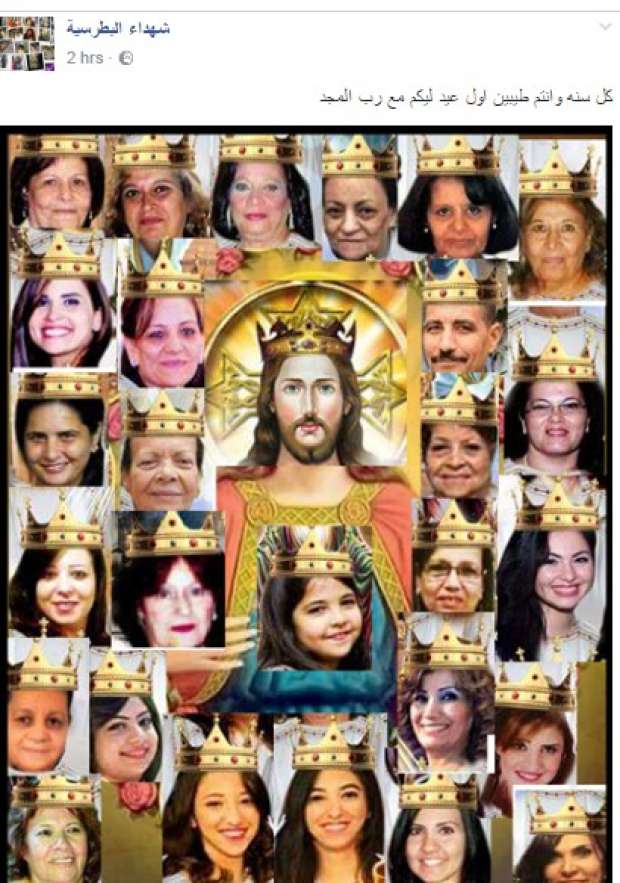 شهداء البطرسية
2 hrs ·
كل سنه وانتم طيبين اول عيد ليكم مع رب المجد